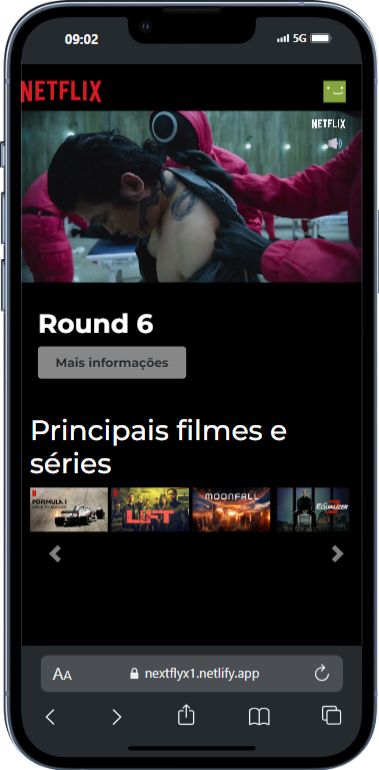 09:02
5G
NETFLIX
NETFLIX
Round 6
Mais informações
Principais filmes e
séries
FORMULA 1
LIFT
MOONFALL
EQUALIZER
3
AA
nextflyx1.netlify.app